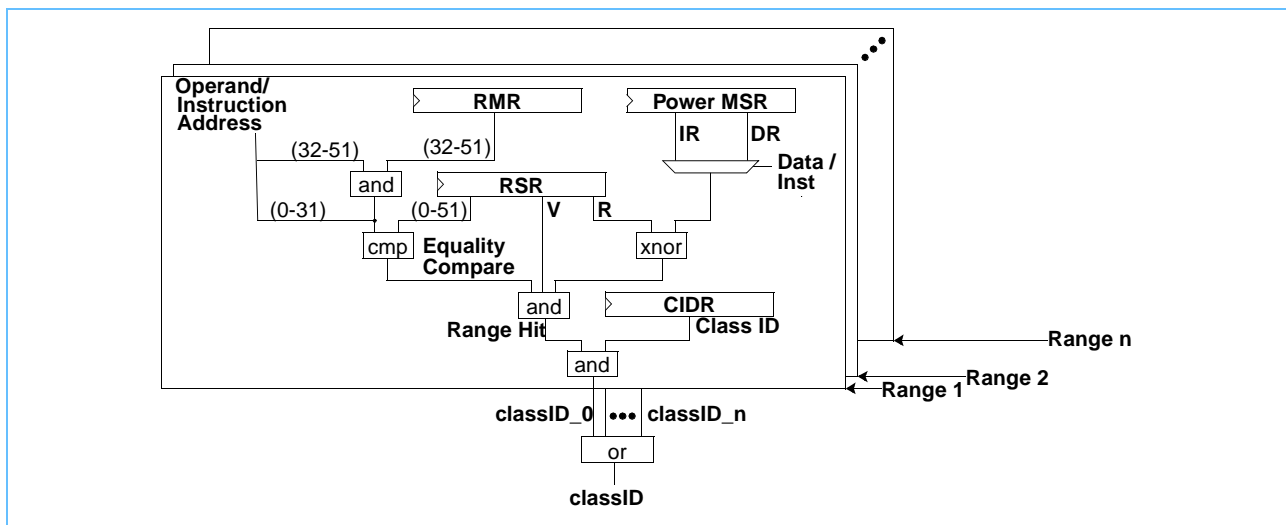 Operand/
Instruction
Address
RMR
Power MSR
IR
DR
(32-51)
(32-51)
Data /
Inst
and
RSR
(0-31)
(0-51)
V
R
cmp
Equality
Compare
xnor
and
CIDR
Range Hit
Class ID
and
Range n
Range 2
Range 1
classID_0
classID_n
or
classID